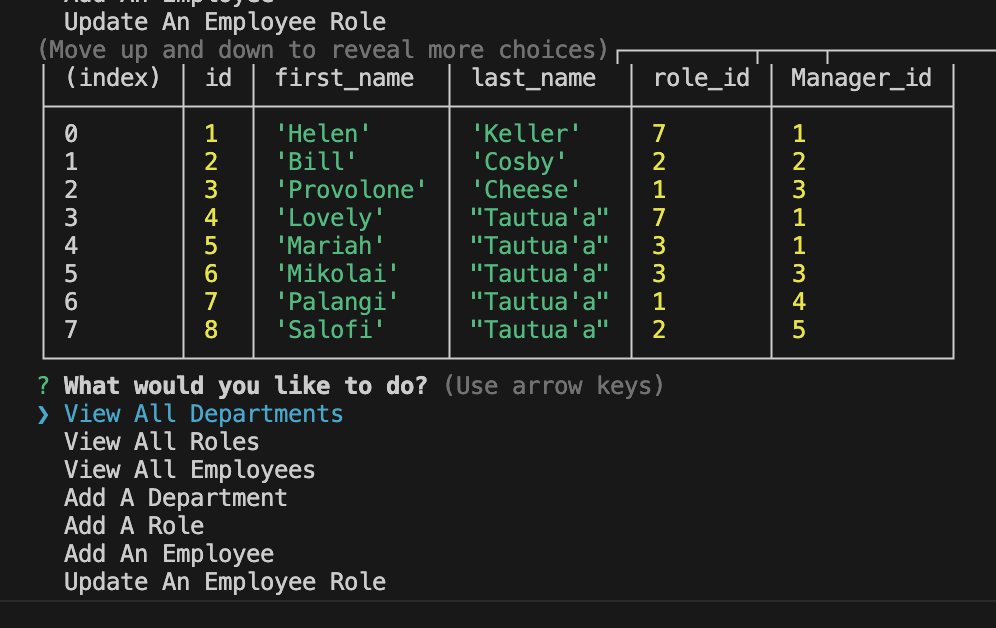 Add An Employee
Update An Employee Role
(Move up and down to reveal more choices)
(index) id first_name last_name role_id Manager_id
0 1 'Helen' 'Keller' 7 1
1 2 'Bill' 'Cosby' 2 2
2 3 'Provolone' 'Cheese' 1 3
3 4 'Lovely' "Tautua'a" 7 1
4 5 'Mariah' "Tautua'a" 3 1
5 6 'Mikolai' "Tautua'a" 3 3
6 7 'Palangi' "Tautua'a" 1 4
7 8 'Salofi' "Tautua'a" 2 5
? What would you like to do? (Use arrow keys)
❯ View All Departments
View All Roles
View All Employees
Add A Department
Add A Role
Add An Employee
Update An Employee Role